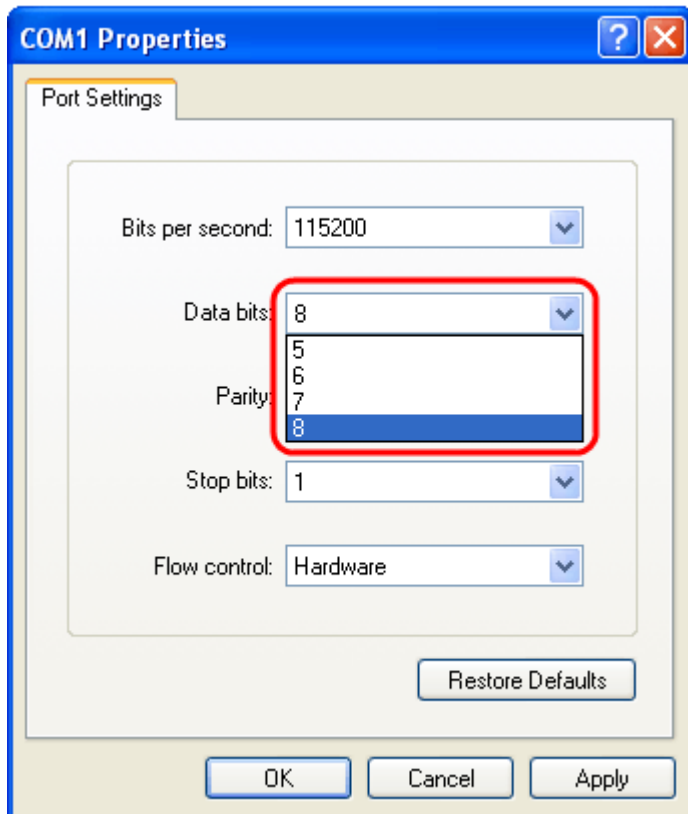 COM1 Properties
Port Settings
Bits per second: 115200
Data bits: 8
5
6
Parity: 7
8
Stop bits: 1
Flow control: Hardware
Restore Defaults
OK Cancel Apply